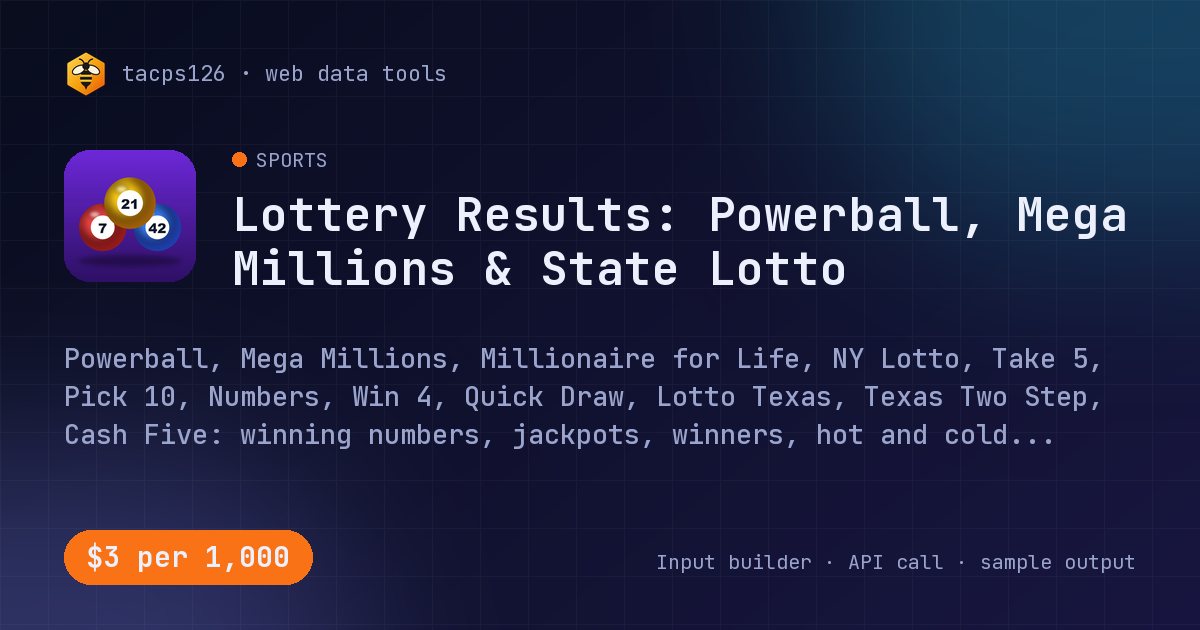 tacps126 · web data tools
SPORTS
Lottery Results: Powerball, Mega
Millions & State Lotto
21
7
42
Powerball, Mega Millions, Millionaire for Life, NY Lotto, Take 5,
Pick 10, Numbers, Win 4, Quick Draw, Lotto Texas, Texas Two Step,
Cash Five: winning numbers, jackpots, winners, hot and cold...
$3 per 1,000
Input builder · API call · sample output